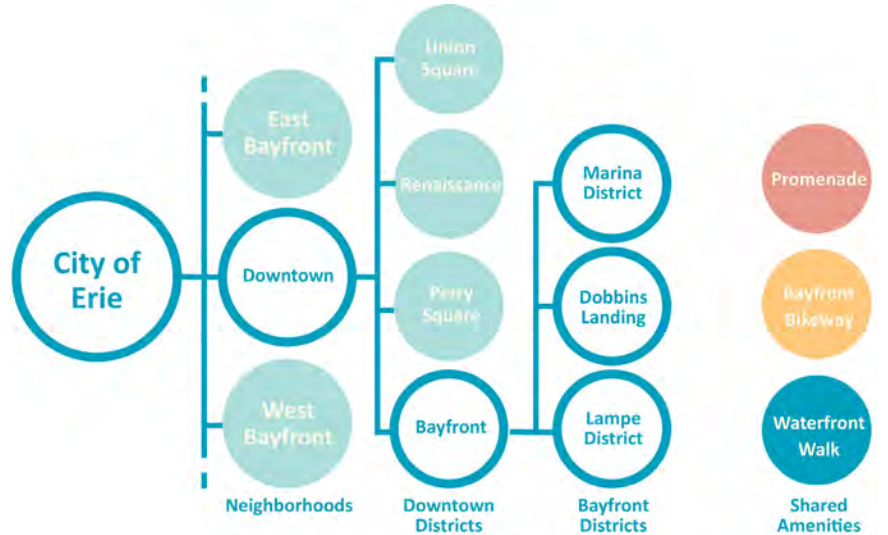 City of
Erie
East
Bayfront
Downtown
West
Bayfront
Neighborhoods
Union
Square
Renaissance
Perry
Square
Bayfront
Downtown
Districts
Marina
District
Dobbins
Landing
Lampe
District
Bayfront
Districts
Promenade
Bayfront
Bikeway
Waterfront
Walk
Shared
Amenities